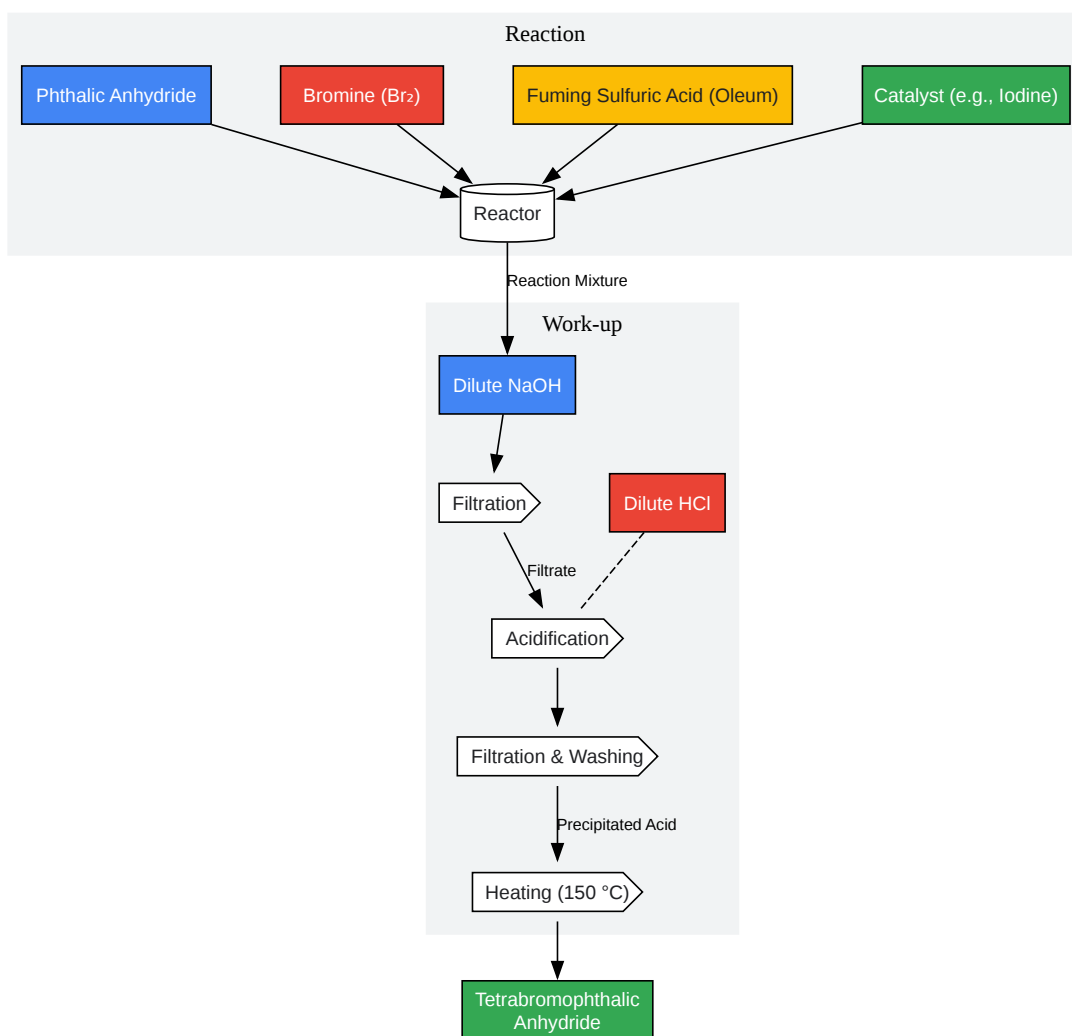 Reaction
Phthalic Anhydride
Bromine (Br₂)
Fuming Sulfuric Acid (Oleum)
Catalyst (e.g., Iodine)
Reactor
Reaction Mixture
Work-up
Dilute NaOH
Filtration
Dilute HCl
Filtrate
Acidification
Filtration & Washing
Precipitated Acid
Heating (150 °C)
Tetrabromophthalic
Anhydride